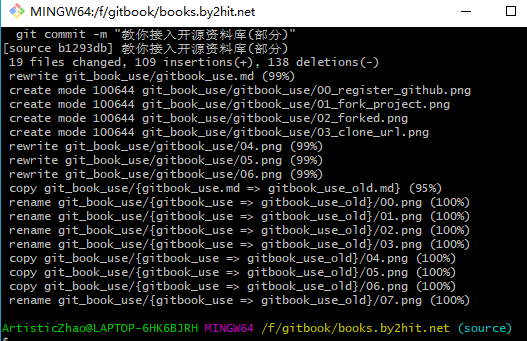 MINGW64:/f/gitbook/books.by2hit.net
git commit -m "教你接入开源资料库(部分)"
[source b1293db] 教你接入开源资料库(部分)
19 files changed, 109 insertions(+), 138 deletions(-)
rewrite git_book_use/gitbook_use.md (99%)
create mode 100644 git_book_use/gitbook_use/00_register_github.png
create mode 100644 git_book_use/gitbook_use/01_fork_project.png
create mode 100644 git_book_use/gitbook_use/02_forked.png
create mode 100644 git_book_use/gitbook_use/03_clone_url.png
rewrite git_book_use/gitbook_use/04.png (99%)
rewrite git_book_use/gitbook_use/05.png (99%)
rewrite git_book_use/gitbook_use/06.png (99%)
copy git_book_use/{gitbook_use.md => gitbook_use_old.md} (95%)
rename git_book_use/{gitbook_use => gitbook_use_old}/00.png (100%)
rename git_book_use/{gitbook_use => gitbook_use_old}/01.png (100%)
rename git_book_use/{gitbook_use => gitbook_use_old}/02.png (100%)
rename git_book_use/{gitbook_use => gitbook_use_old}/03.png (100%)
copy git_book_use/{gitbook_use => gitbook_use_old}/04.png (100%)
copy git_book_use/{gitbook_use => gitbook_use_old}/05.png (100%)
copy git_book_use/{gitbook_use => gitbook_use_old}/06.png (100%)
rename git_book_use/{gitbook_use => gitbook_use_old}/07.png (100%)
ArtisticZhao@LAPTOP-6HK6BJRH MINGW64 /f/gitbook/books.by2hit.net (source)
$